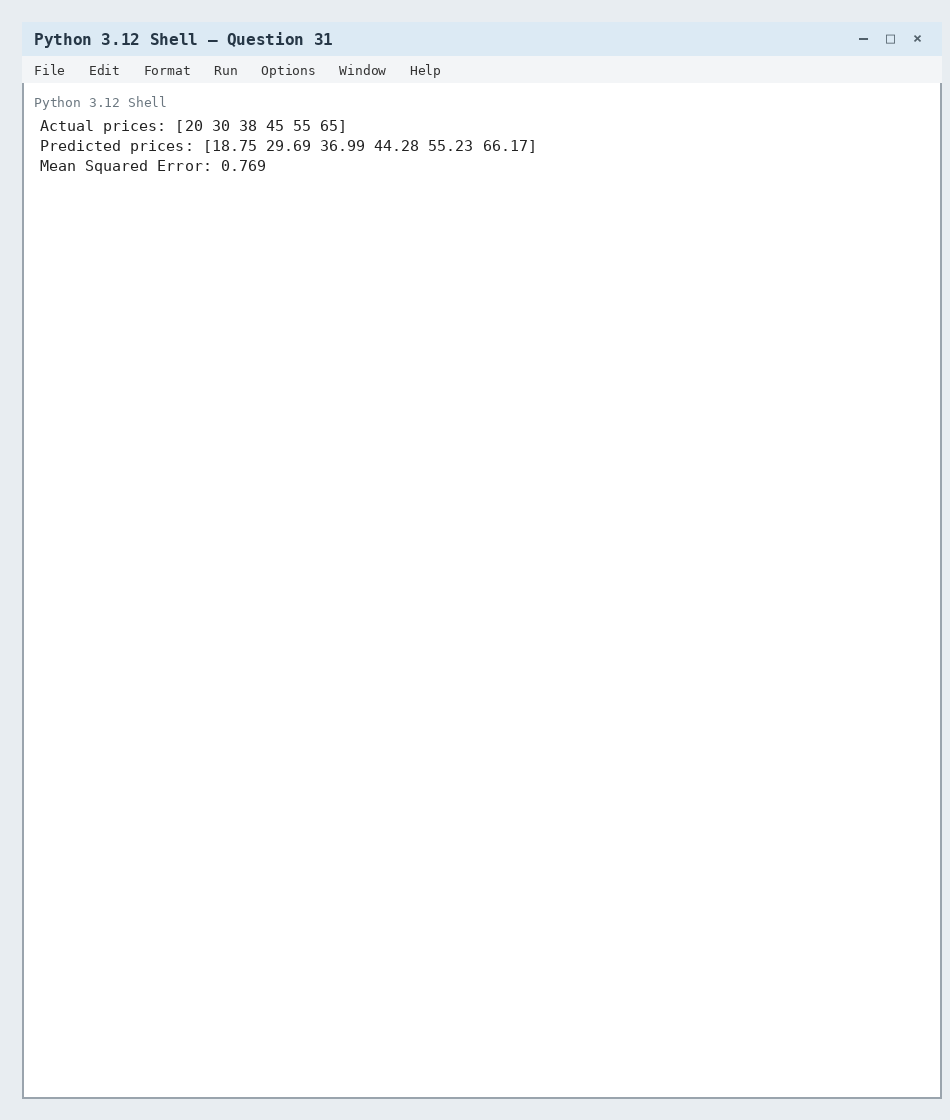 Python 3.12 Shell — Question 31
File Edit Format Run Options Window Help
Python 3.12 Shell
Actual prices: [20 30 38 45 55 65]
Predicted prices: [18.75 29.69 36.99 44.28 55.23 66.17]
Mean Squared Error: 0.769